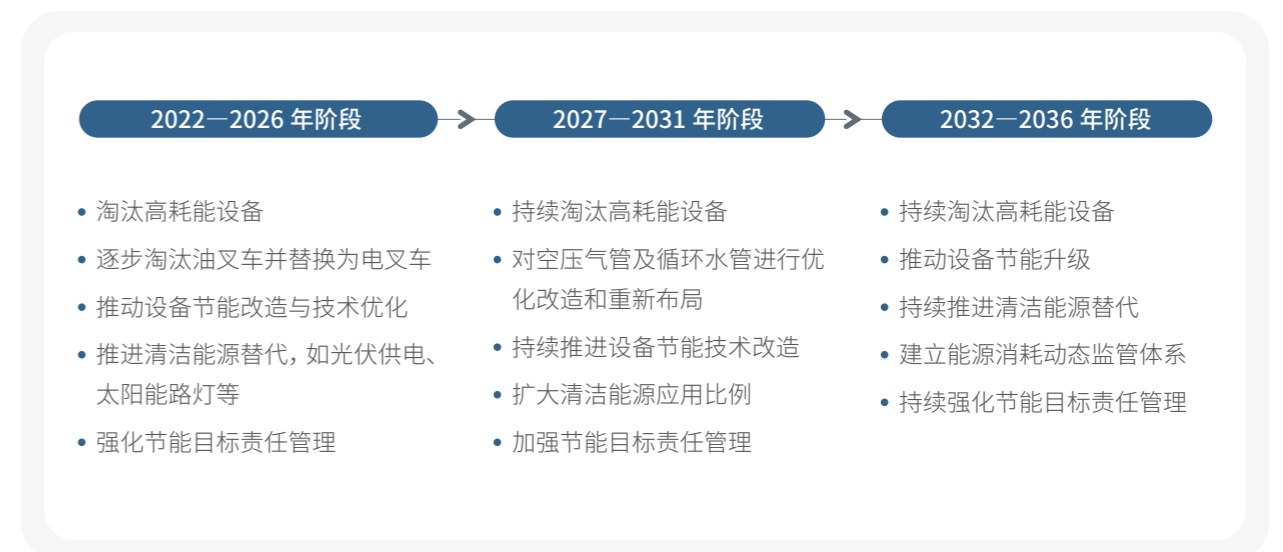 2022—2026 年阶段
淘汰高耗能设备
逐步淘汰油叉车并替换为电叉车
推动设备节能改造与技术优化
推进清洁能源替代，如光伏供电、
太阳能路灯等
强化节能目标责任管理
2027—2031 年阶段
持续淘汰高耗能设备
对空压气管及循环水管进行优
化改造和重新布局
持续推进设备节能技术改造
扩大清洁能源应用比例
加强节能目标责任管理
2032—2036 年阶段
持续淘汰高耗能设备
推动设备节能升级
持续推进清洁能源替代
建立能源消耗动态监管体系
持续强化节能目标责任管理